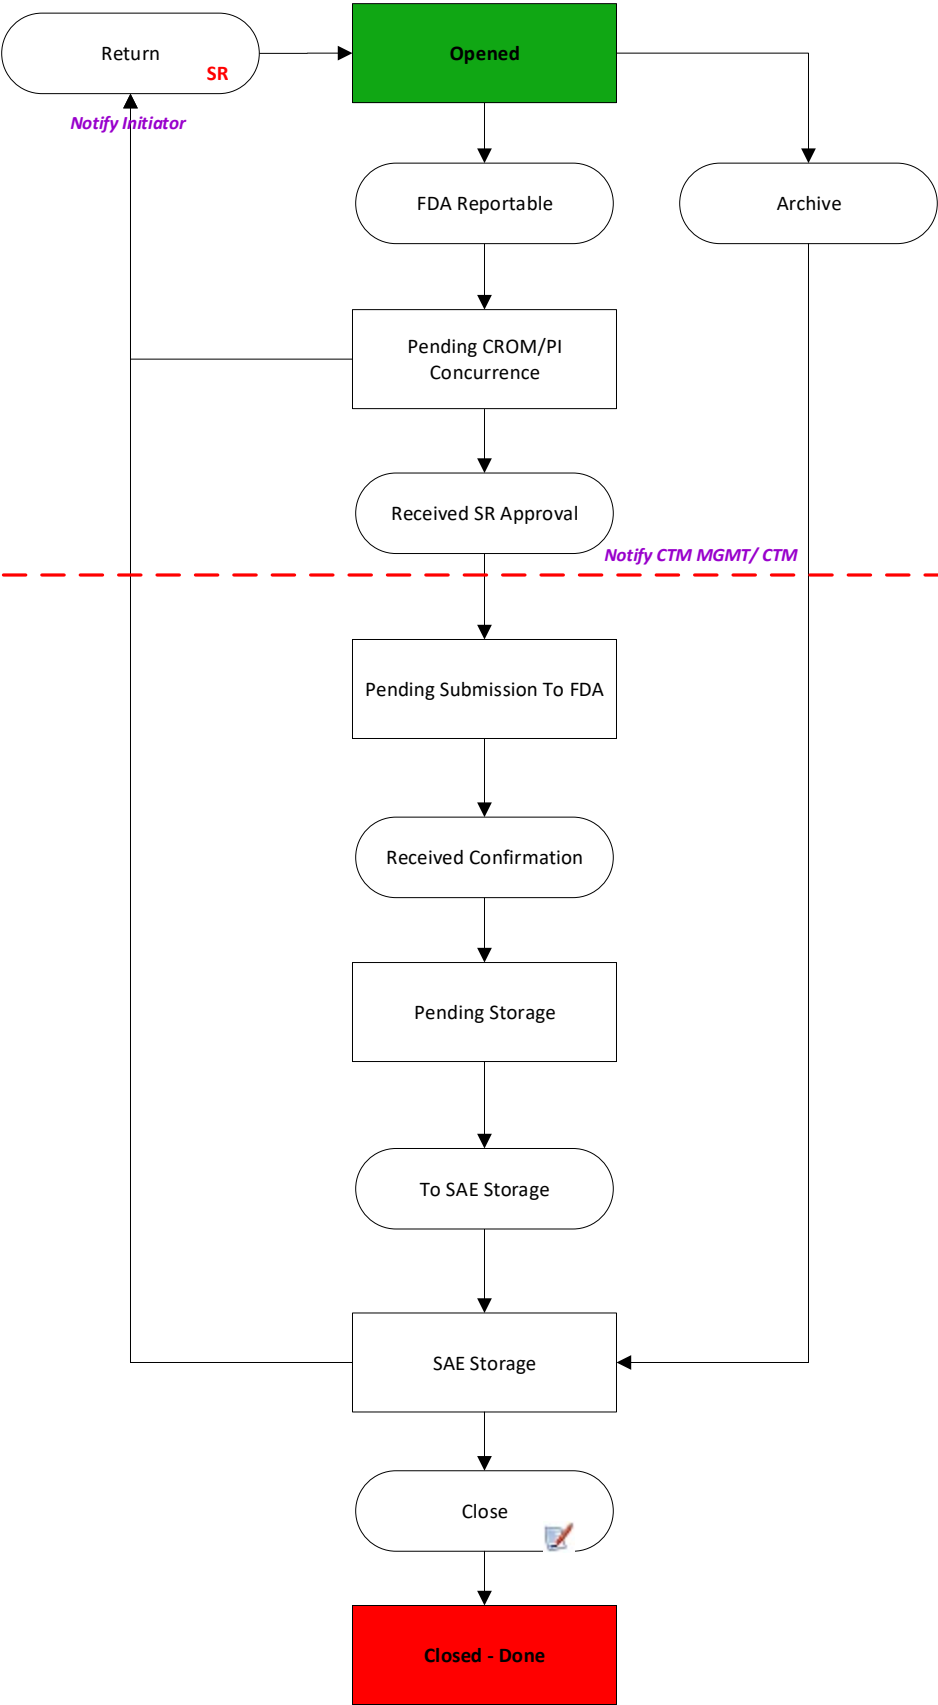 Return
SR
Opened
Notify Initiator
FDA Reportable
Archive
Pending CROM/PI
Concurrence
Received SR Approval
Notify CTM MGMT/ CTM
Pending Submission To FDA
Received Confirmation
Pending Storage
To SAE Storage
SAE Storage
Close
Closed - Done